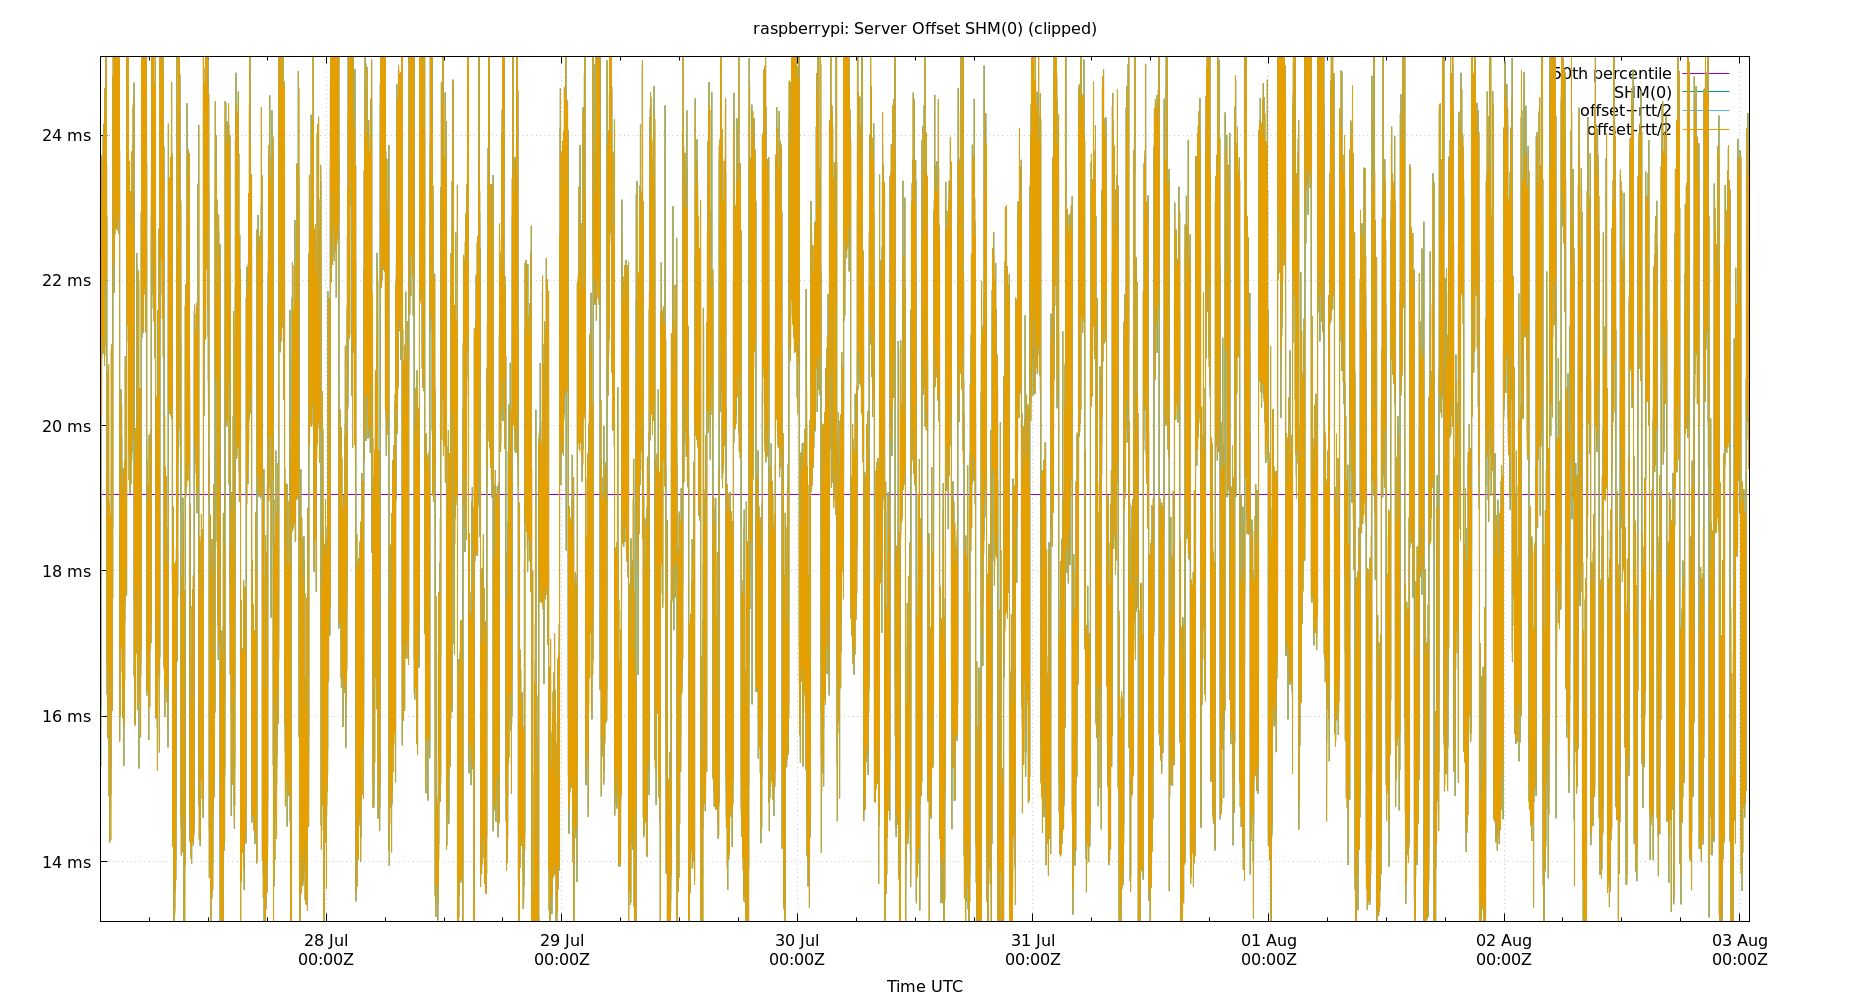 raspberrypi: Server Offset SHM(0) (clipped)
50th percentile
SHM(0)
offset+rtt/2
offset-rtt/2
24 ms
22 ms
20 ms
18 ms
16 ms
14 ms
28 Jul 29 Jul 30 Jul 31 Jul 01 Aug 02 Aug 03 Aug
00:00Z 00:00Z 00:00Z 00:00Z 00:00Z 00:00Z 00:00Z
Time UTC